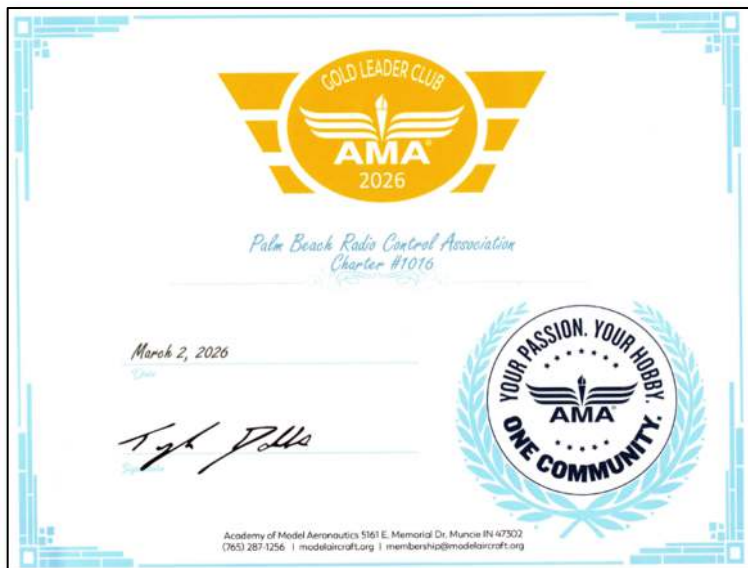 GOLD LEADER CLUB
AMA
2026
Palm Beach Radio Control Association
Charter #1016
March 2, 2026
Date
YOUR PASSION. YOUR HOBBY.
AMA
ONE COMMUNITY.
Signature
Academy of Model Aeronautics 5161 E. Memorial Dr. Muncie IN 47302
(765) 287-1256 | modelaircraft.org | membership@modelaircraft.org